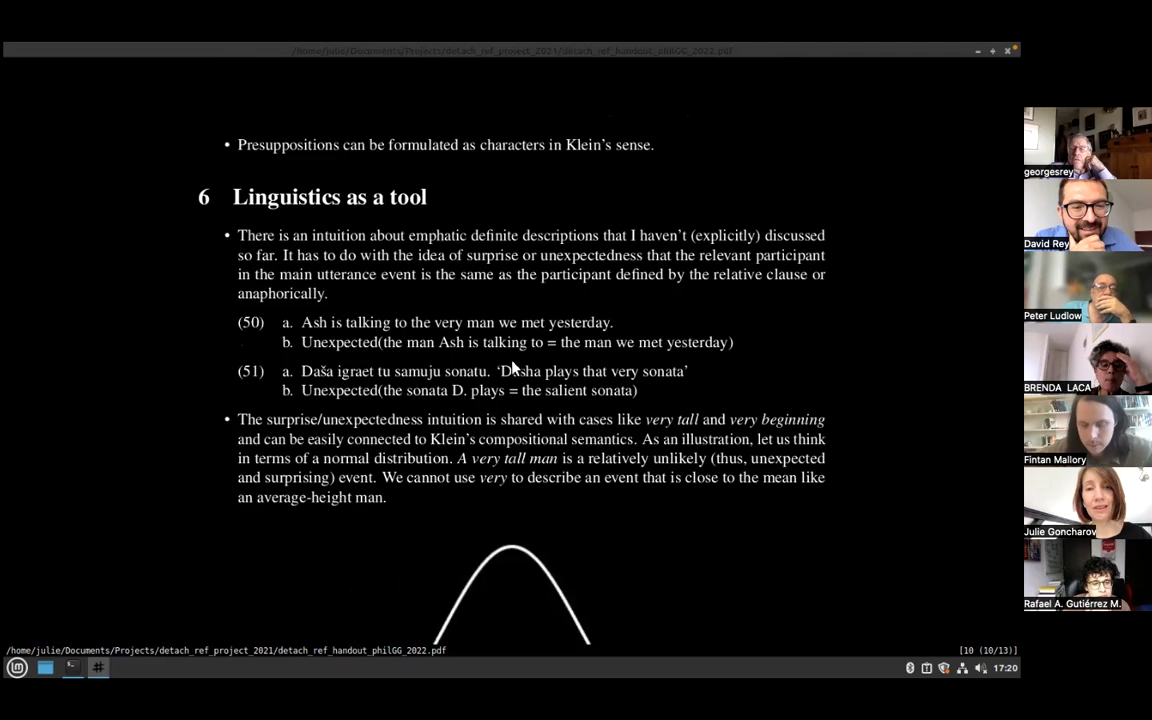 /home/julie/Documents/Projects/detach_ref_project_2021/detach_ref_handout_philGG_2022.pdf
• Presuppositions can be formulated as characters in Klein's sense.
6 Linguistics as a tool
• There is an intuition about emphatic definite descriptions that I haven't (explicitly) discussed
so far. It has to do with the idea of surprise or unexpectedness that the relevant participant
in the main utterance event is the same as the participant defined by the relative clause or
anaphorically.
(50) a. Ash is talking to the very man we met yesterday.
b. Unexpected(the man Ash is talking to = the man we met yesterday)
(51) a. Daša igraet tu samuju sonatu. 'Dasha plays that very sonata'
b. Unexpected(the sonata D. plays = the salient sonata)
• The surprise/unexpectedness intuition is shared with cases like very tall and very beginning
and can be easily connected to Klein's compositional semantics. As an illustration, let us think
in terms of a normal distribution. A very tall man is a relatively unlikely (thus, unexpected
and surprising) event. We cannot use very to describe an event that is close to the mean like
an average-height man.
/home/julie/Documents/Projects/detach_ref_project_2021/detach_ref_handout_philGG_2022.pdf
[10 (10/13)]
17:20
georgesrey
David Rey
Peter Ludlow
BRENDA LACA
Fintan Mallory
Julie Goncharov
Rafael A. Gutiérrez M.